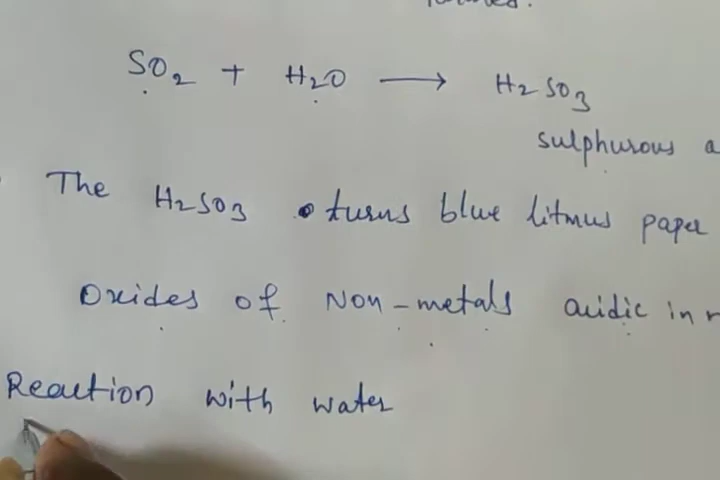 SO2 + H2O ⟶ H2SO3
sulphurous a
The H2SO3 turns blue litmus paper
Oxides of Non-metals acidic in n
Reaction with water